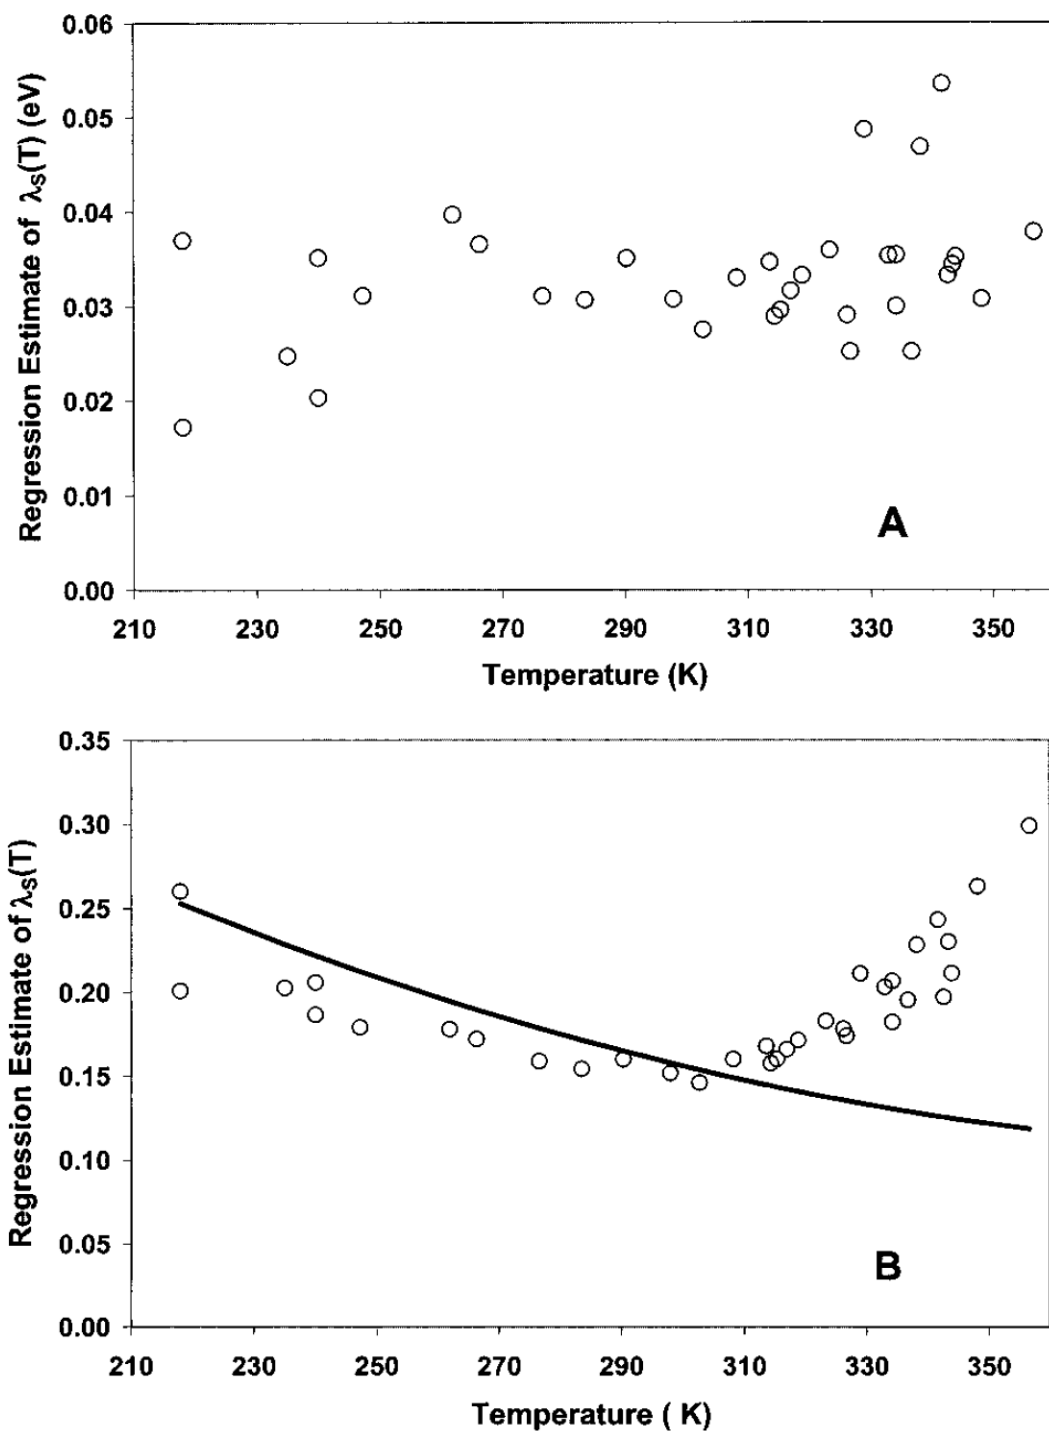 0.06
0.05
0.04
0.03
0.02
0.01
0.00
Regression Estimate of λS(T) (eV)
A
210 230 250 270 290 310 330 350
Temperature (K)
0.35
0.30
0.25
0.20
0.15
0.10
0.05
0.00
Regression Estimate of λS(T)
B
210 230 250 270 290 310 330 350
Temperature ( K)